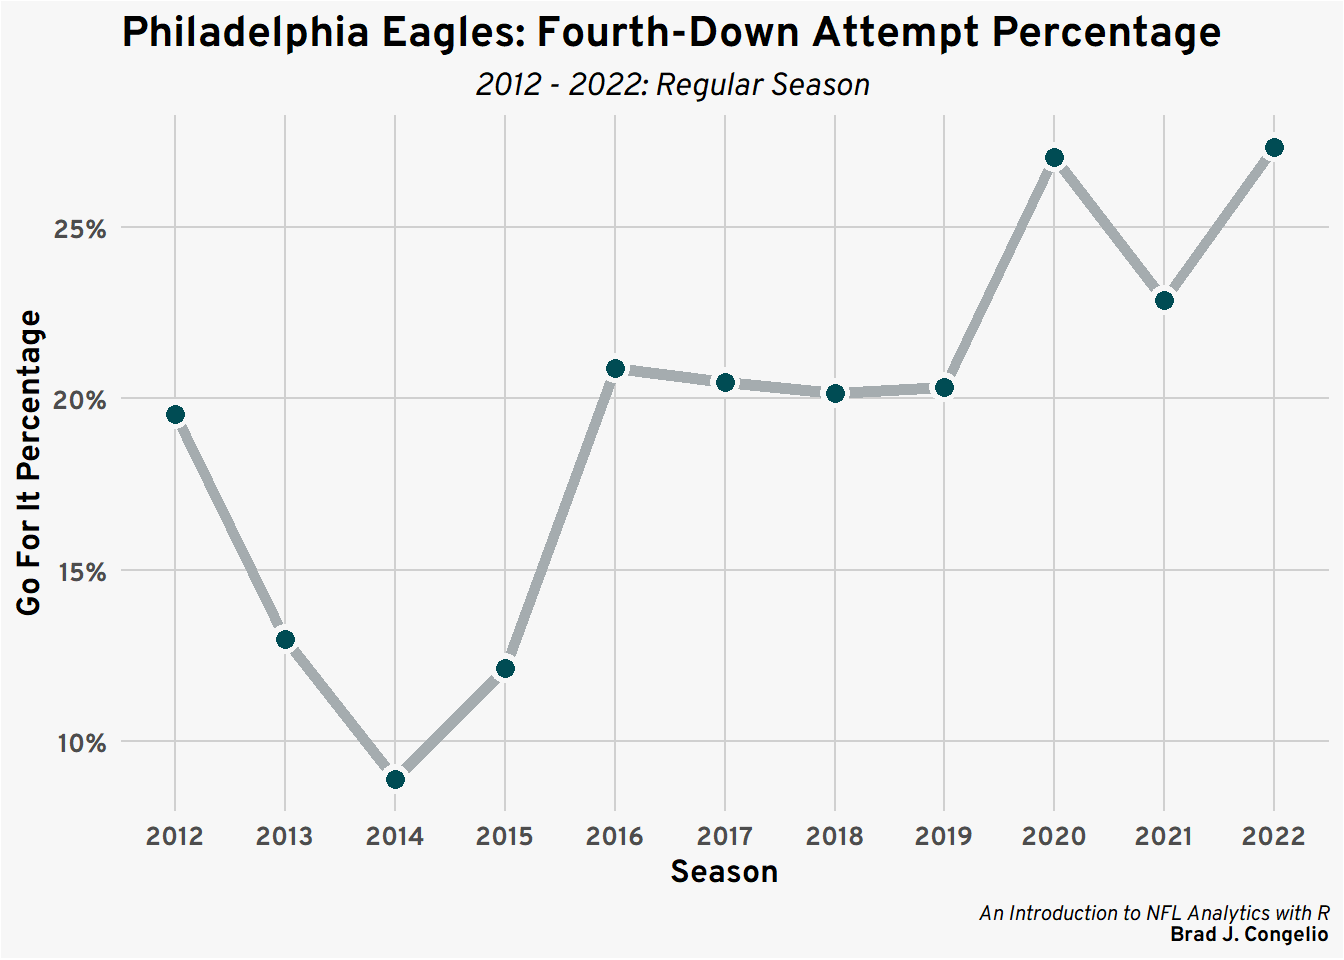 Philadelphia Eagles: Fourth-Down Attempt Percentage
2012 - 2022: Regular Season
Go For It Percentage
25%
20%
15%
10%
2012 2013 2014 2015 2016 2017 2018 2019 2020 2021 2022
Season
An Introduction to NFL Analytics with R
Brad J. Congelio